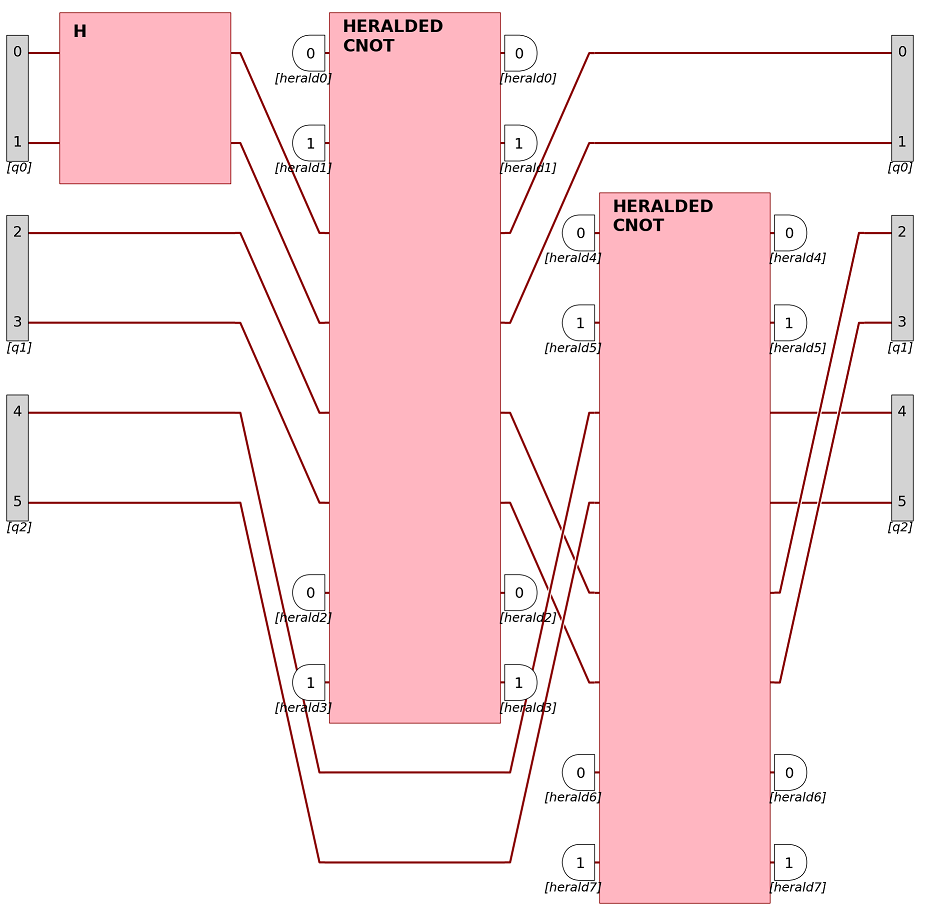 H
HERALDED
CNOT
0 0 0 0
[herald0] [herald0]
1 1 1 1
[q0] [herald1] [herald1] [q0]
HERALDED
CNOT
2 0 0 2
[herald4] [herald4]
3 1 1 3
[q1] [herald5] [herald5] [q1]
4 4
5 5
[q2] [q2]
0 0
[herald2] [herald2]
1 1
[herald3] [herald3]
0 0
[herald6] [herald6]
1 1
[herald7] [herald7]